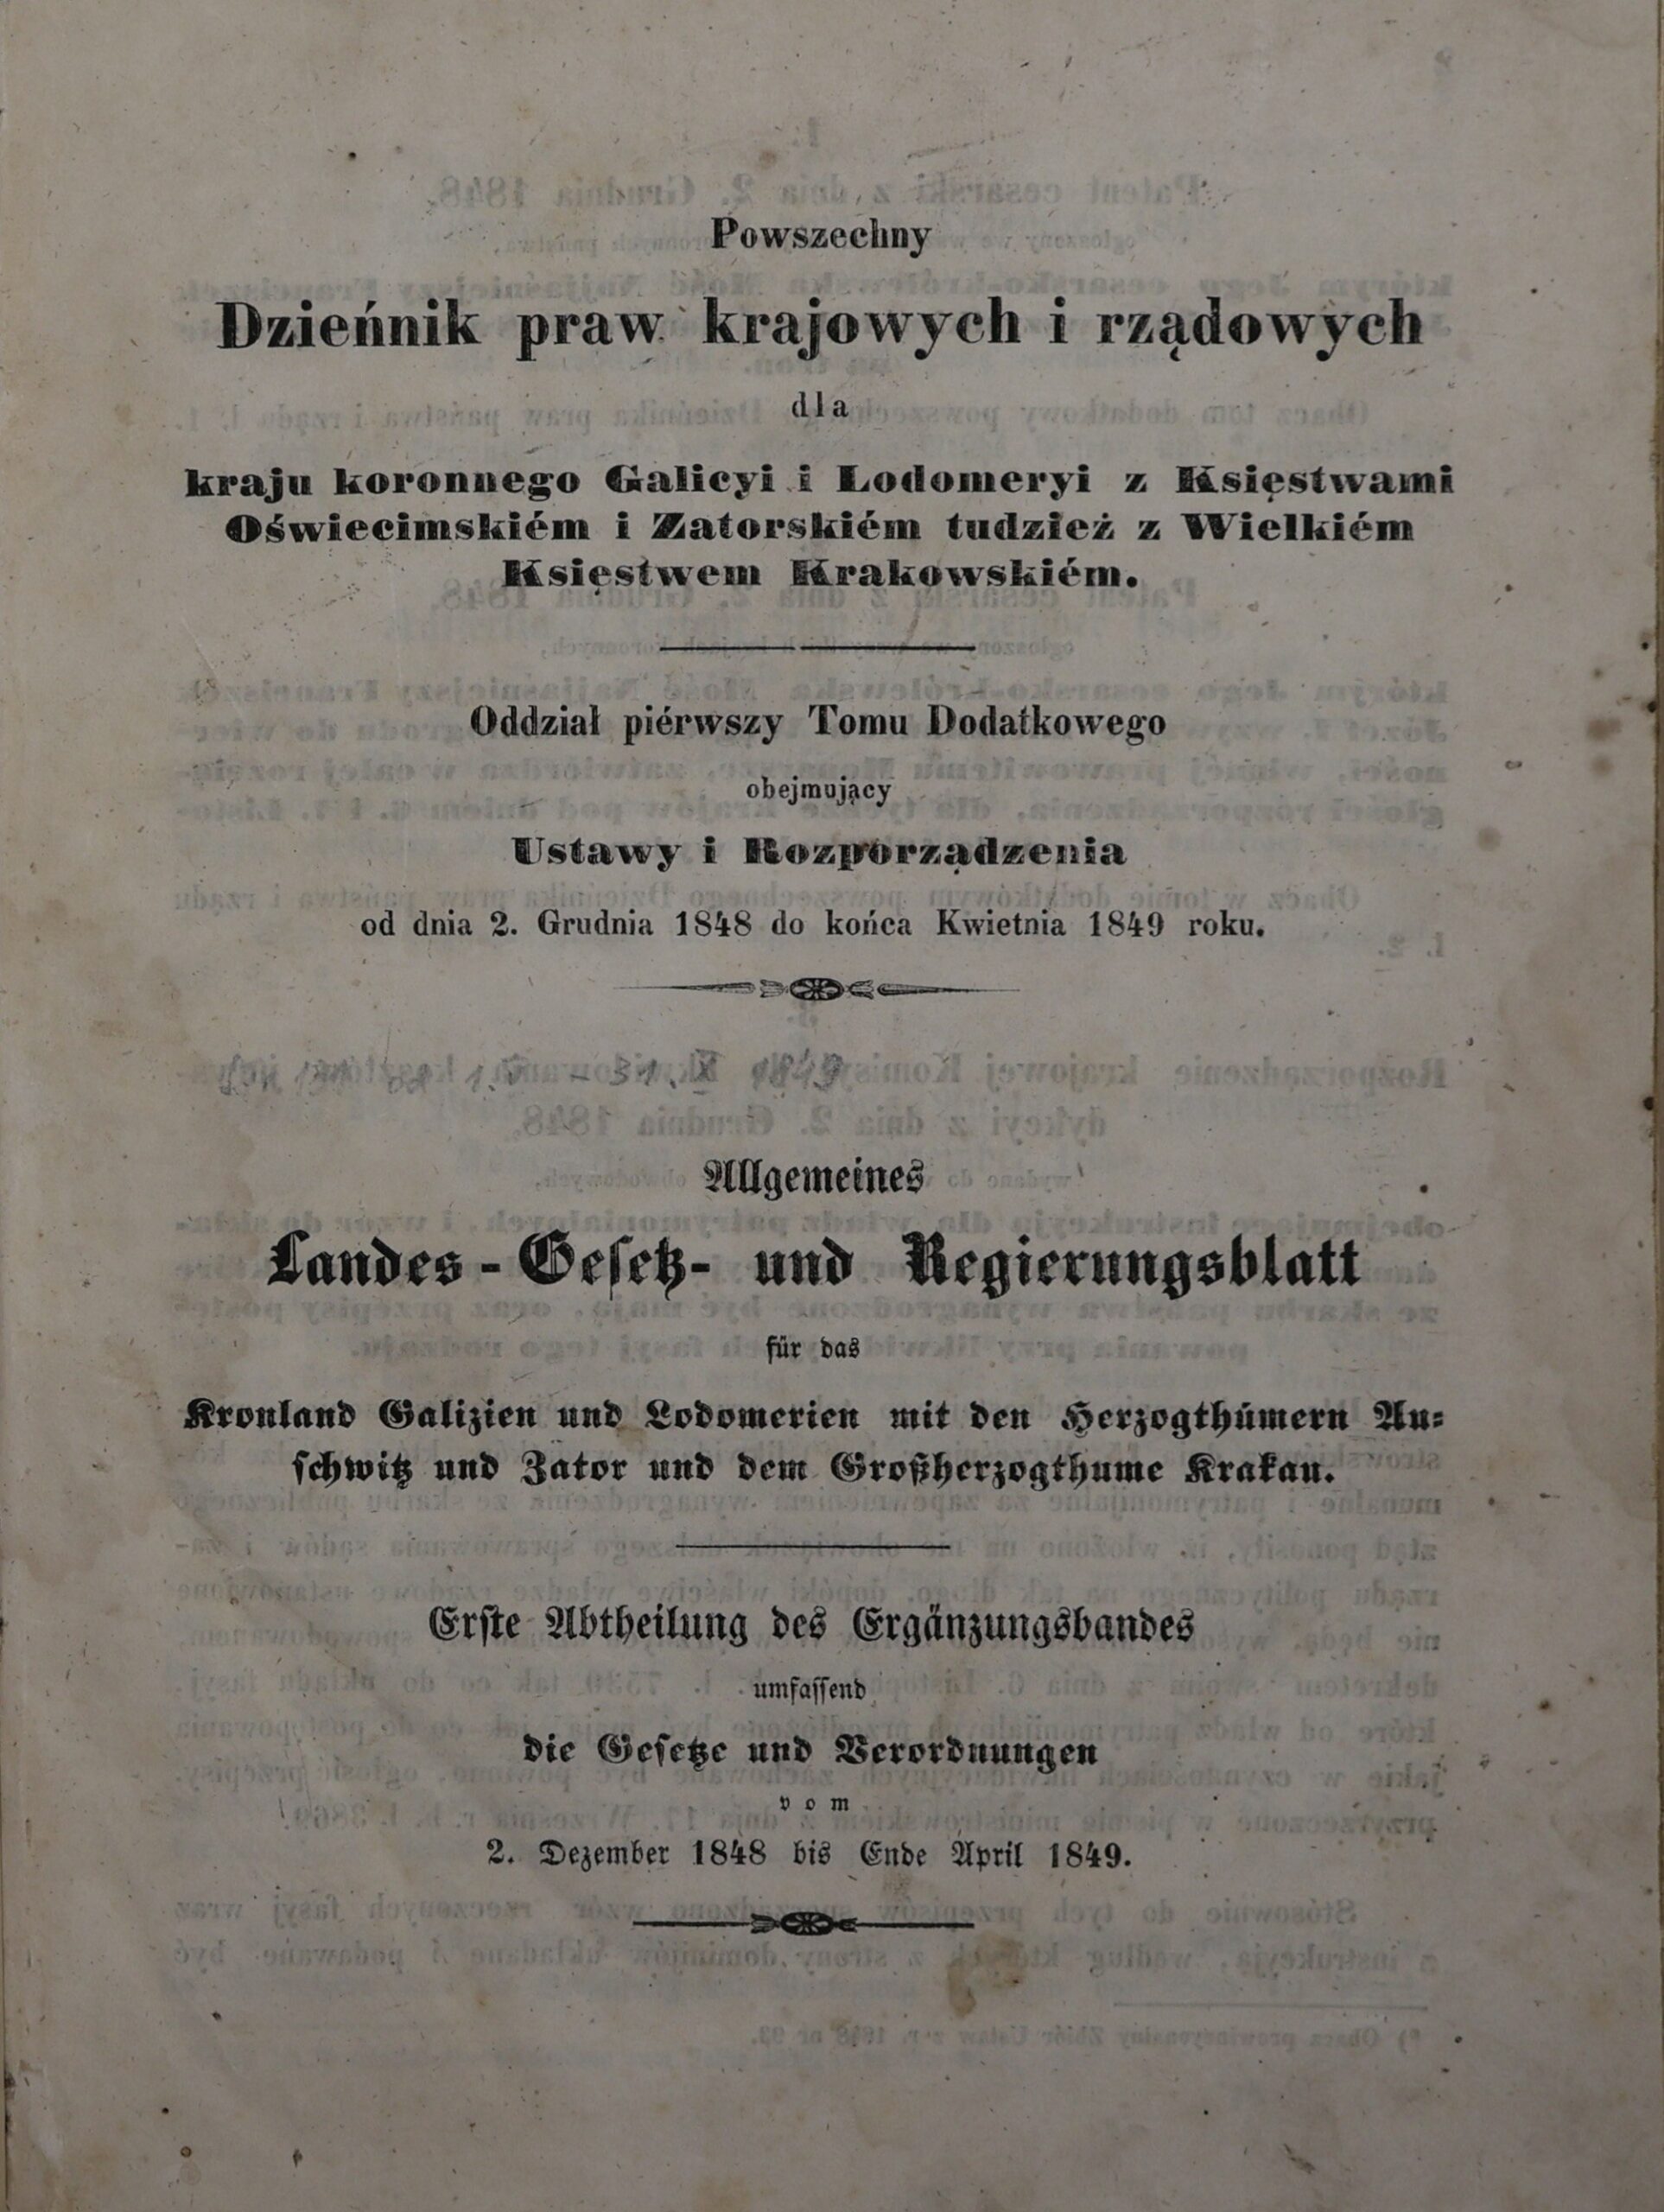 Powszechny
Dzieńnik praw krajowych i rządowych
dla
kraju koronnego Galicyi i Lodomeryi z Księstwami
Oświecimskiém i Zatorskiém tudzież z Wielkiém
Księstwem Krakowskiém.
Oddział piérwszy Tomu Dodatkowego
obejmujący
Ustawy i Rozporządzenia
od dnia 2. Grudnia 1848 do końca Kwietnia 1849 roku.
Allgemeines
Landes-Geſetz- und Regierungsblatt
für das
Kronland Galizien und Lodomerien mit den Herzogthümern Au-
ſchwitz und Zator und dem Großherzogthume Krakau.
Erſte Abtheilung des Ergänzungsbandes
umfaſſend
die Geſetze und Verordnungen
vom
2. Dezember 1848 bis Ende April 1849.